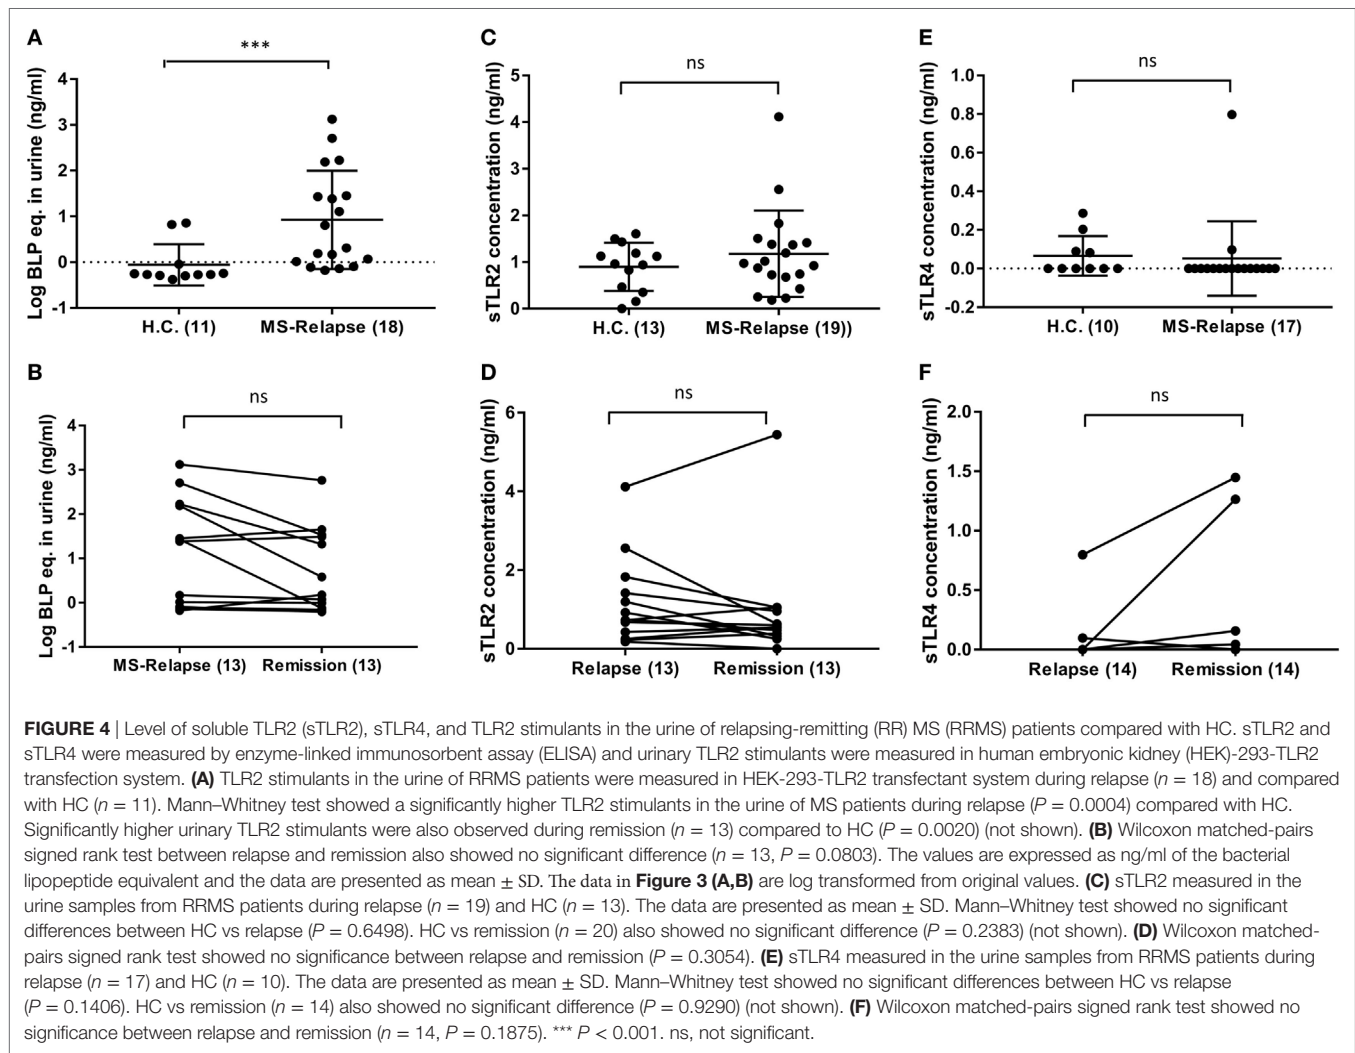 A
***
Log BLP eq. in urine (ng/ml)
4
3
2
1
0
-1
H.C. (11)
MS-Relapse (18)
C
ns
sTLR2 concentration (ng/ml)
5
4
3
2
1
0
H.C. (13)
MS-Relapse (19))
E
ns
sTLR4 concentration (ng/ml)
1.0
0.8
0.6
0.4
0.2
0.0
-0.2
H.C. (10)
MS-Relapse (17)
B
ns
Log BLP eq. in urine (ng/ml)
4
3
2
1
0
-1
MS-Relapse (13)
Remission (13)
D
ns
sTLR2 concentration (ng/ml)
6
4
2
0
Relapse (13)
Remission (13)
F
ns
sTLR4 concentration (ng/ml)
2.0
1.5
1.0
0.5
0.0
Relapse (14)
Remission (14)
FIGURE 4 | Level of soluble TLR2 (sTLR2), sTLR4, and TLR2 stimulants in the urine of relapsing-remitting (RR) MS (RRMS) patients compared with HC. sTLR2 and
sTLR4 were measured by enzyme-linked immunosorbent assay (ELISA) and urinary TLR2 stimulants were measured in human embryonic kidney (HEK)-293-TLR2
transfection system. (A) TLR2 stimulants in the urine of RRMS patients were measured in HEK-293-TLR2 transfectant system during relapse (n = 18) and compared
with HC (n = 11). Mann–Whitney test showed a significantly higher TLR2 stimulants in the urine of MS patients during relapse (P = 0.0004) compared with HC.
Significantly higher urinary TLR2 stimulants were also observed during remission (n = 13) compared to HC (P = 0.0020) (not shown). (B) Wilcoxon matched-pairs
signed rank test between relapse and remission also showed no significant difference (n = 13, P = 0.0803). The values are expressed as ng/ml of the bacterial
lipopeptide equivalent and the data are presented as mean ± SD. The data in Figure 3 (A,B) are log transformed from original values. (C) sTLR2 measured in the
urine samples from RRMS patients during relapse (n = 19) and HC (n = 13). The data are presented as mean ± SD. Mann–Whitney test showed no significant
differences between HC vs relapse (P = 0.6498). HC vs remission (n = 20) also showed no significant difference (P = 0.2383) (not shown). (D) Wilcoxon matched-
pairs signed rank test showed no significance between relapse and remission (P = 0.3054). (E) sTLR4 measured in the urine samples from RRMS patients during
relapse (n = 17) and HC (n = 10). The data are presented as mean ± SD. Mann–Whitney test showed no significant differences between HC vs relapse
(P = 0.1406). HC vs remission (n = 14) also showed no significant difference (P = 0.9290) (not shown). (F) Wilcoxon matched-pairs signed rank test showed no
significance between relapse and remission (n = 14, P = 0.1875). *** P < 0.001. ns, not significant.